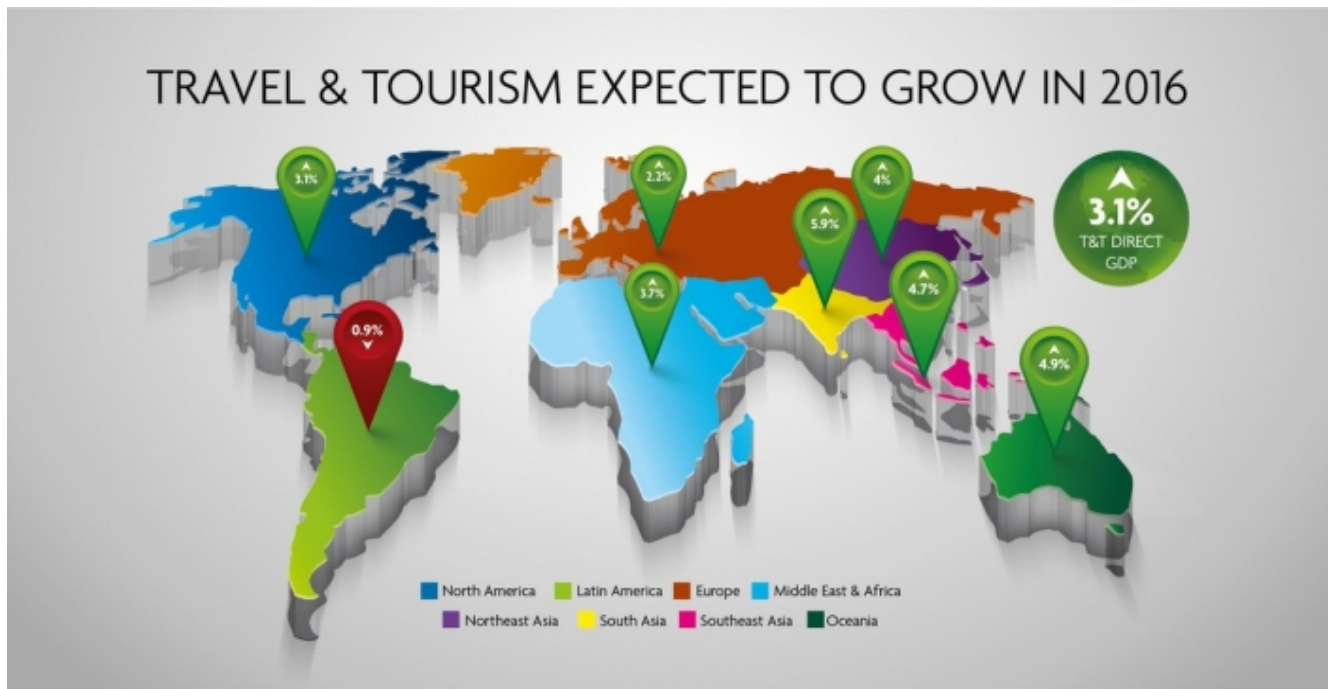 TRAVEL & TOURISM EXPECTED TO GROW IN 2016
3.1%
2.2%
4%
5.9%
3.1%
T&T DIRECT
GDP
3.7%
4.7%
0.9%
4.9%
North America Latin America Europe Middle East & Africa
Northeast Asia South Asia Southeast Asia Oceania